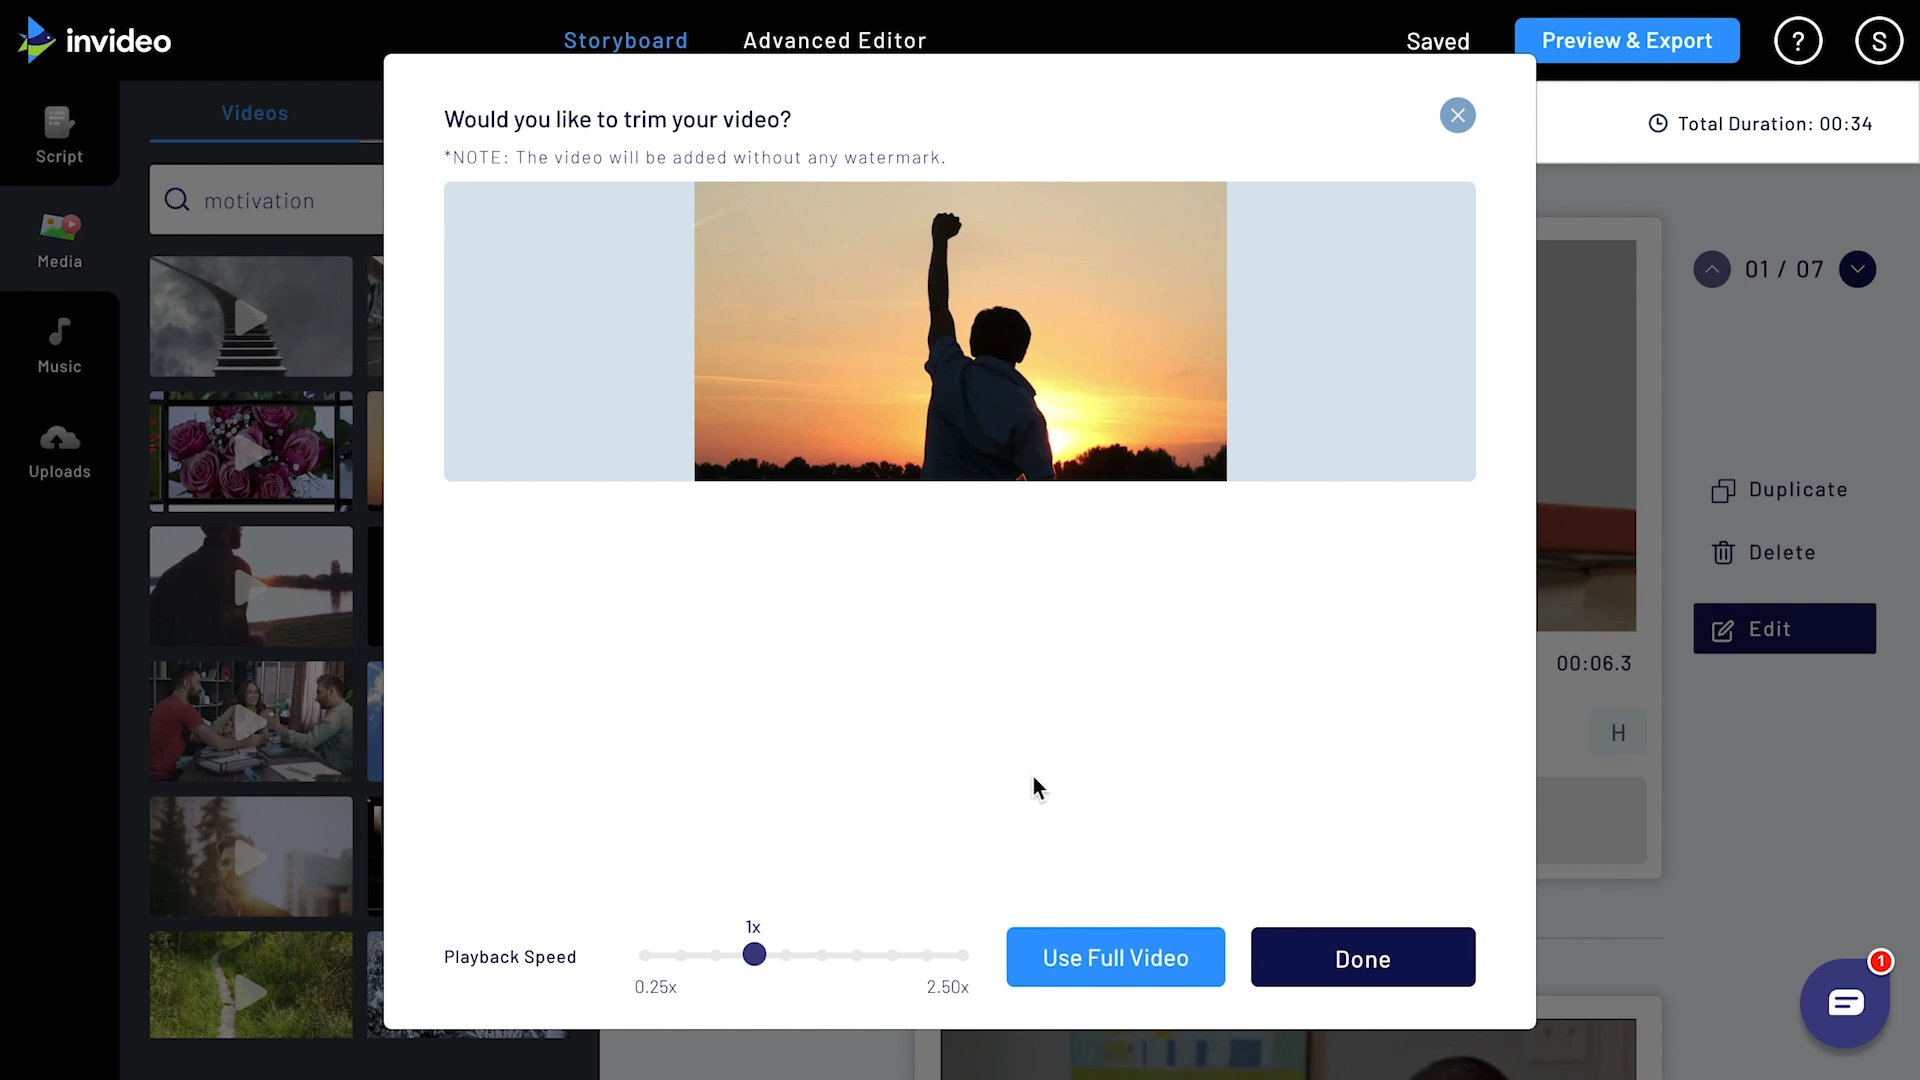 invideo
Storyboard
Advanced Editor
Saved
Preview & Export
?
S
Script
Media
Music
Uploads
Videos
motivation
Would you like to trim your video?
*NOTE: The video will be added without any watermark.
Playback Speed
1x
0.25x
2.50x
Use Full Video
Done
Total Duration: 00:34
01 / 07
Duplicate
Delete
Edit
00:06.3
H
1